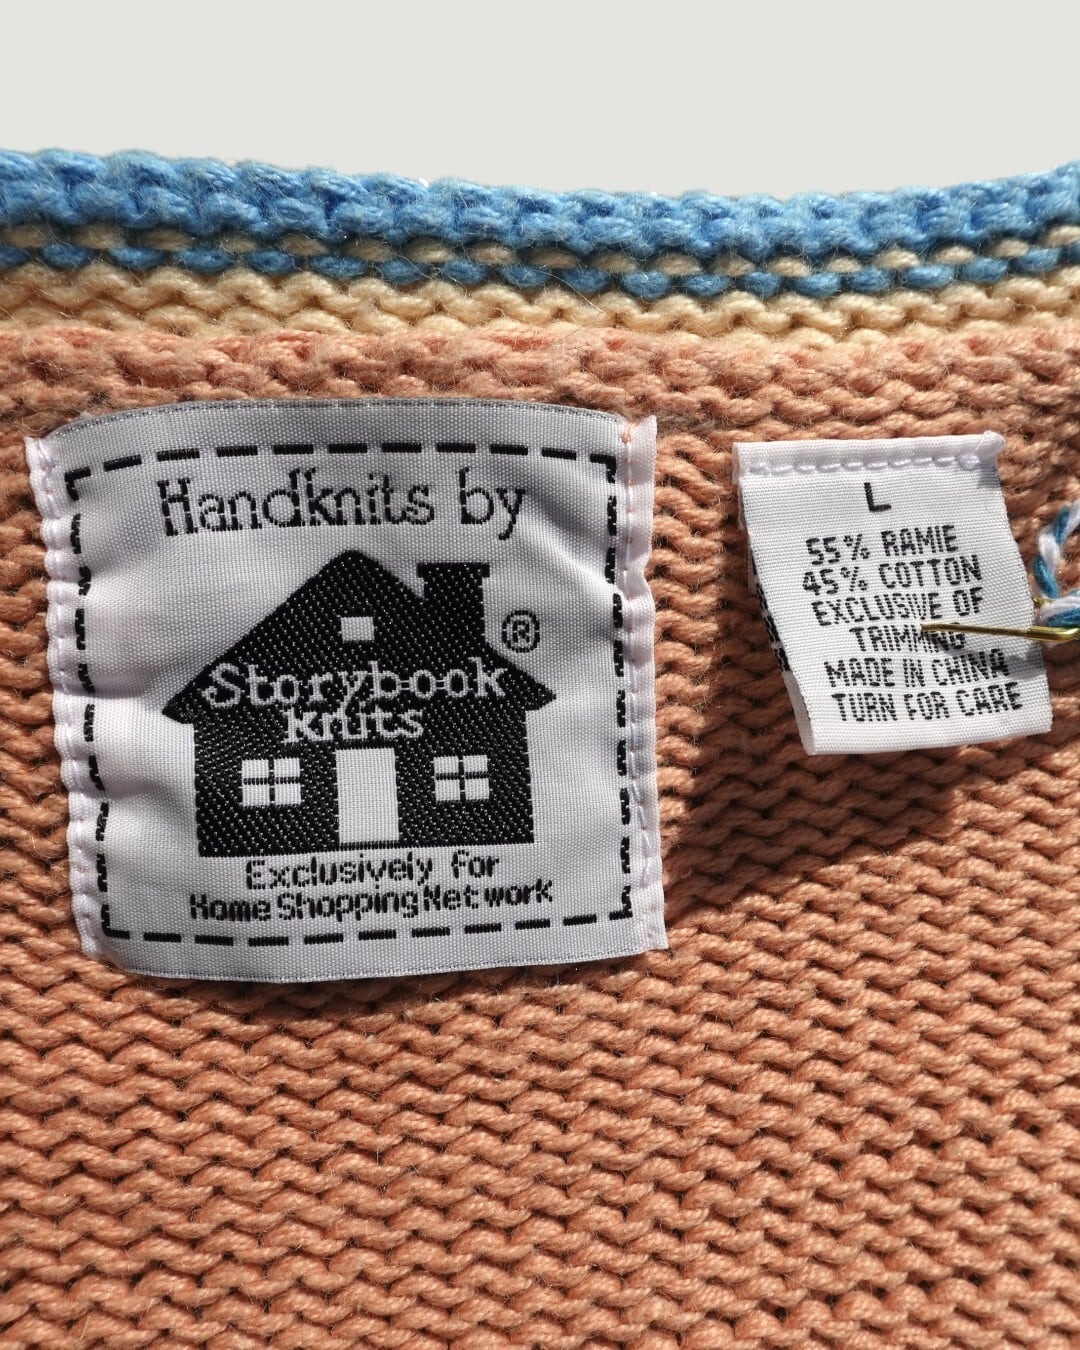 Handknits by
®
Storybook
Knits
Exclusively for
Home Shopping Network
L
55% RAMIE
45% COTTON
EXCLUSIVE OF
TRIMMING
MADE IN CHINA
TURN FOR CARE